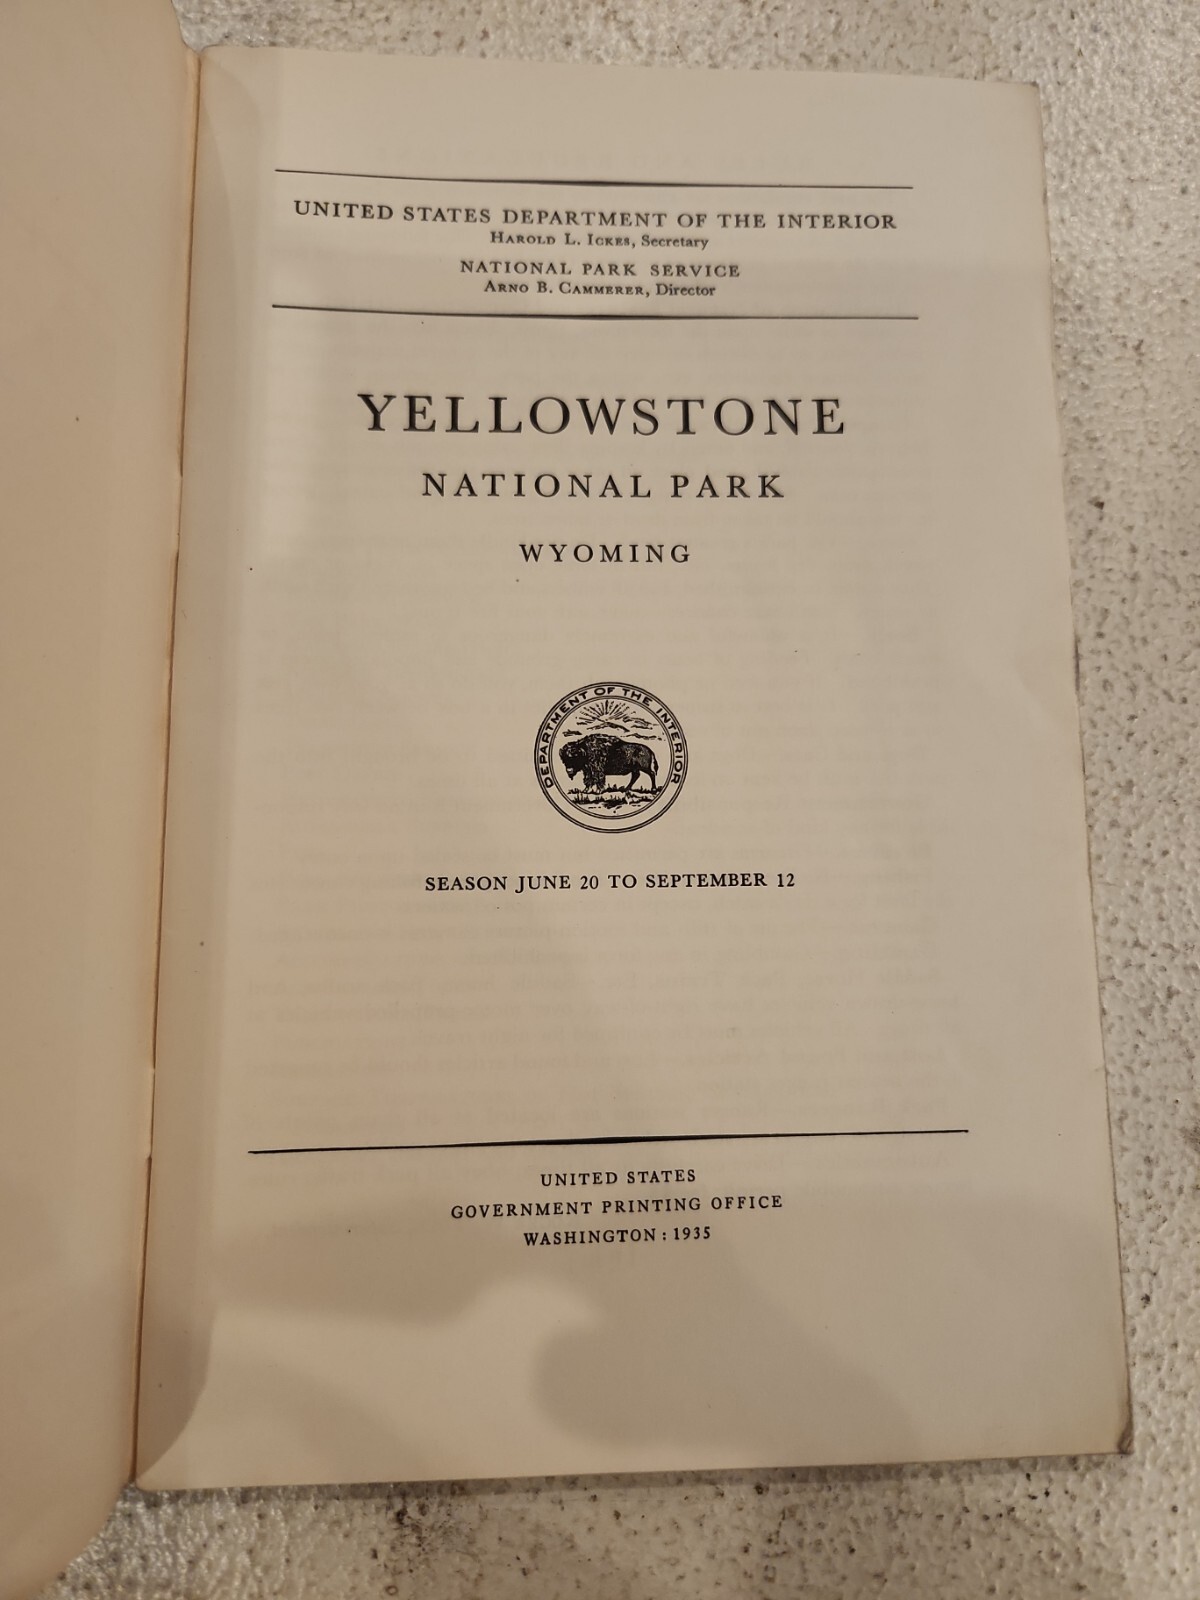 UNITED STATES DEPARTMENT OF THE INTERIOR
HAROLD L. ICKES, Secretary
NATIONAL PARK SERVICE
ARNO B. CAMMERER, Director
YELLOWSTONE
NATIONAL PARK
WYOMING
DEPARTMENT OF THE INTERIOR
SEASON JUNE 20 TO SEPTEMBER 12
UNITED STATES
GOVERNMENT PRINTING OFFICE
WASHINGTON : 1935